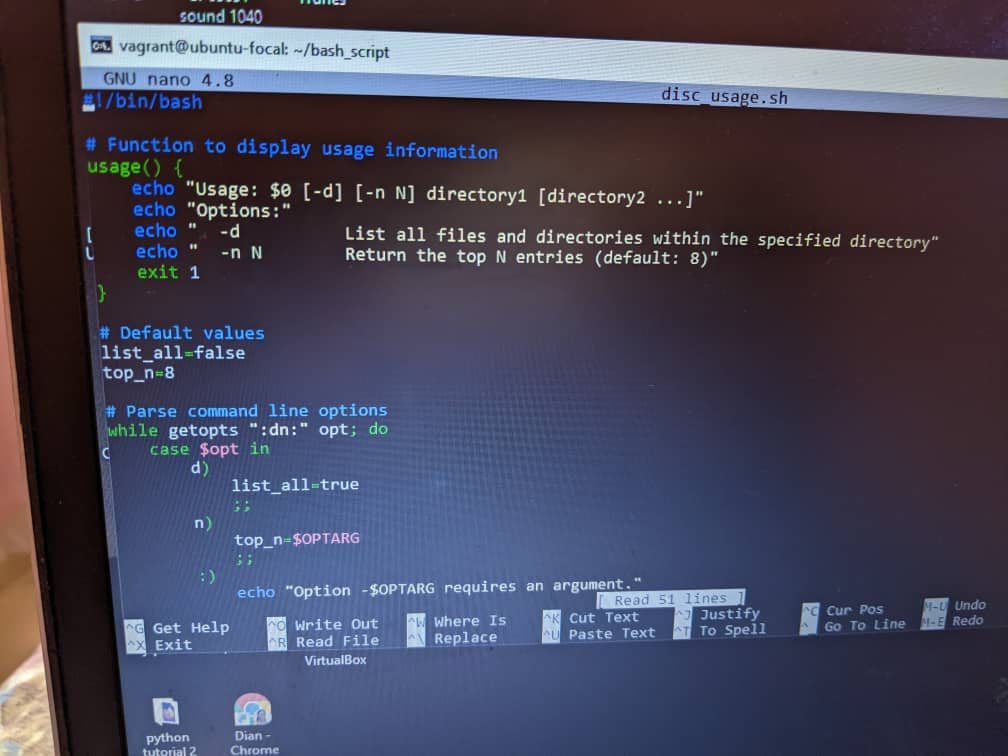 sound 1040
vagrant@ubuntu-focal: ~/bash_script
GNU nano 4.8
disc_usage.sh
#!/bin/bash
# Function to display usage information
usage() {
    echo "Usage: $0 [-d] [-n N] directory1 [directory2 ...]"
    echo "Options:"
    echo "  -d          List all files and directories within the specified directory"
    echo "  -n N        Return the top N entries (default: 8)"
    exit 1
}
# Default values
list_all=false
top_n=8
# Parse command line options
while getopts ":dn:" opt; do
    case $opt in
        d)
            list_all=true
            ;;
        n)
            top_n=$OPTARG
            ;;
        :)
            echo "Option -$OPTARG requires an argument."
[ Read 51 lines ]
^G Get Help ^O Write Out ^W Where Is ^K Cut Text ^J Justify ^C Cur Pos M-U Undo
^X Exit ^R Read File ^\ Replace ^U Paste Text ^T To Spell Go To Line M-E Redo
VirtualBox
python
tutorial 2
Dian -
Chrome